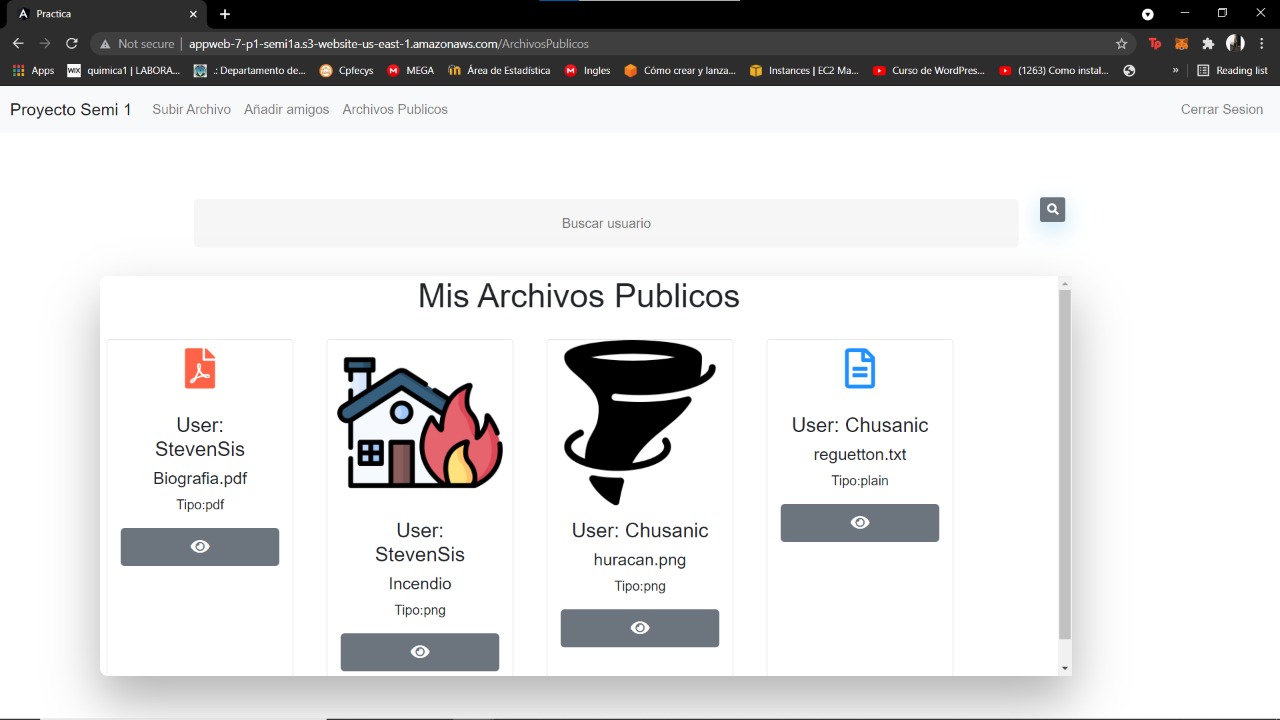 Practica
Not secure | appweb-7-p1-semi1a.s3-website-us-east-1.amazonaws.com/ArchivosPublicos
Tp
Apps WIX quimica1 | LABORA... .: Departamento de... Cpfecys MEGA Área de Estadística Ingles Cómo crear y lanza... Instances | EC2 Ma... Curso de WordPres... (1263) Como instal... » Reading list
Proyecto Semi 1 Subir Archivo Añadir amigos Archivos Publicos Cerrar Sesion
Buscar usuario
Mis Archivos Publicos
User:
StevenSis
Biografia.pdf
Tipo:pdf
User:
StevenSis
Incendio
Tipo:png
User: Chusanic
huracan.png
Tipo:png
User: Chusanic
reguetton.txt
Tipo:plain